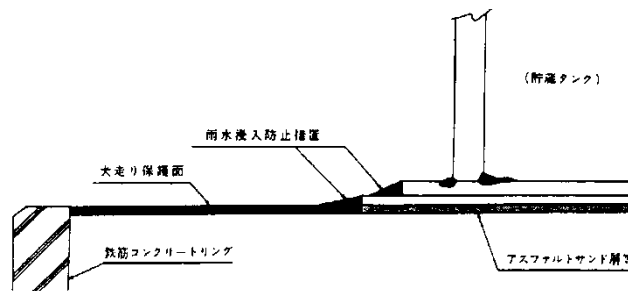 (貯蔵タンク)
雨水浸入防止措置
犬走り保護面
鉄筋コンクリートリング
アスファルトサンド層